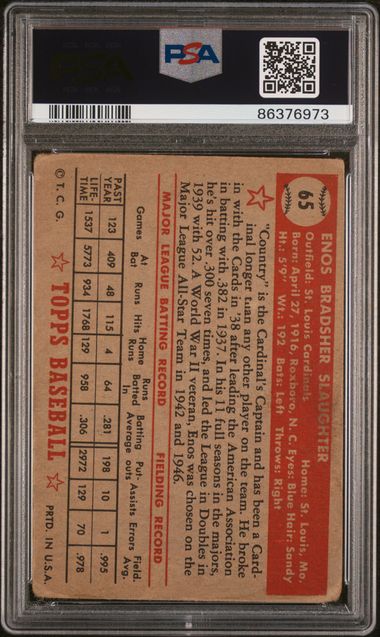 PSA
PSA
86376973
65
ENOS BRADSHER SLAUGHTER
Outfield: St. Louis Cardinals Home: St. Louis, Mo.
Born: April 27, 1916, Roxboro, N. C. Eyes: Blue Hair: Sandy
Ht.: 5'9" Wt.: 192 Bats: Left Throws: Right
"Country" is the Cardinal's Captain and has been a Card-
inal longer than any other player on the team. He broke
in with the Cards in '38 after leading the American Association
in batting with .382 in 1937. In his 11 full seasons in the majors,
he's hit over .300 seven times, and led the League in Doubles in
1939 with 52. A World War II veteran, Enos was chosen on the
Major League All-Star Team in 1942 and 1946.
MAJOR LEAGUE BATTING RECORD FIELDING RECORD
Games At Bat Runs Hits Home Runs Runs Batted In Batting Average Put-outs Assists Errors Field. Avg.
PAST YEAR 123 409 48 115 4 64 .281 198 10 1 .995
LIFE-TIME 1537 5773 934 1768 129 958 .306 2972 129 70 .978
© T. C. G. TOPPS BASEBALL PRTD. IN U.S.A.